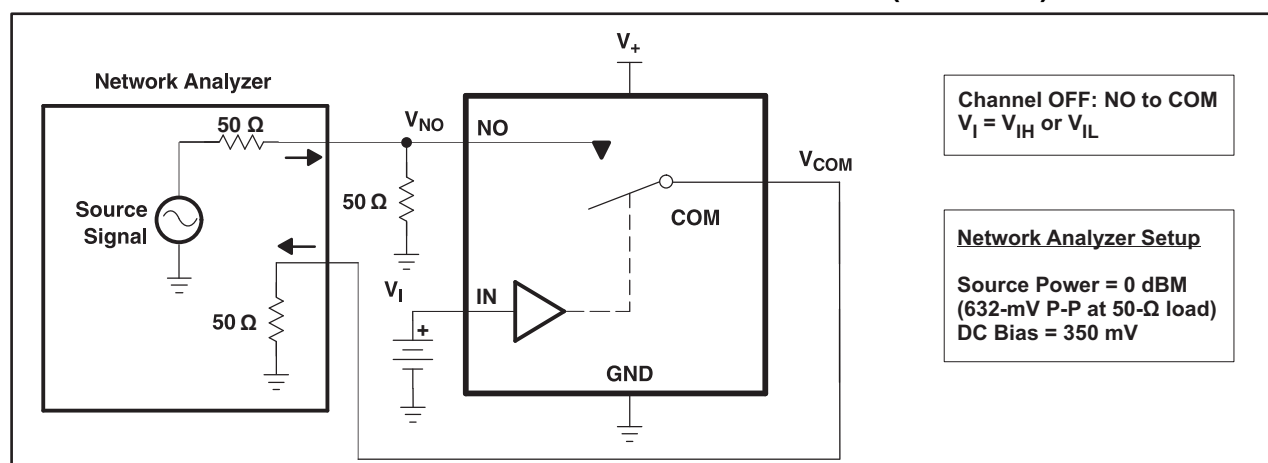 V+
Network Analyzer
50 Ω
VNO
NO
Channel OFF: NO to COM
VI = VIH or VIL
VCOM
Source
Signal
50 Ω
COM
Network Analyzer Setup
Source Power = 0 dBM
(632-mV P-P at 50-Ω load)
DC Bias = 350 mV
VI
IN
50 Ω
+
GND